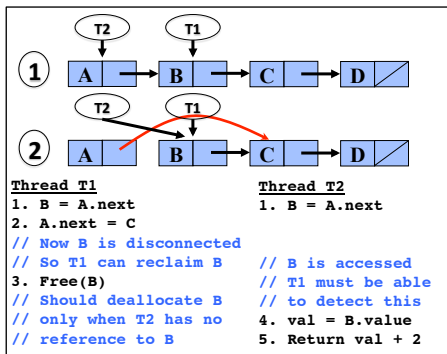 T2 T1
1 A B C D
T2 T1
2 A B C D
Thread T1
1. B = A.next
2. A.next = C
// Now B is disconnected
// So T1 can reclaim B
3. Free(B)
// Should deallocate B
// only when T2 has no
// reference to B
Thread T2
1. B = A.next
// B is accessed
// T1 must be able
// to detect this
4. val = B.value
5. Return val + 2